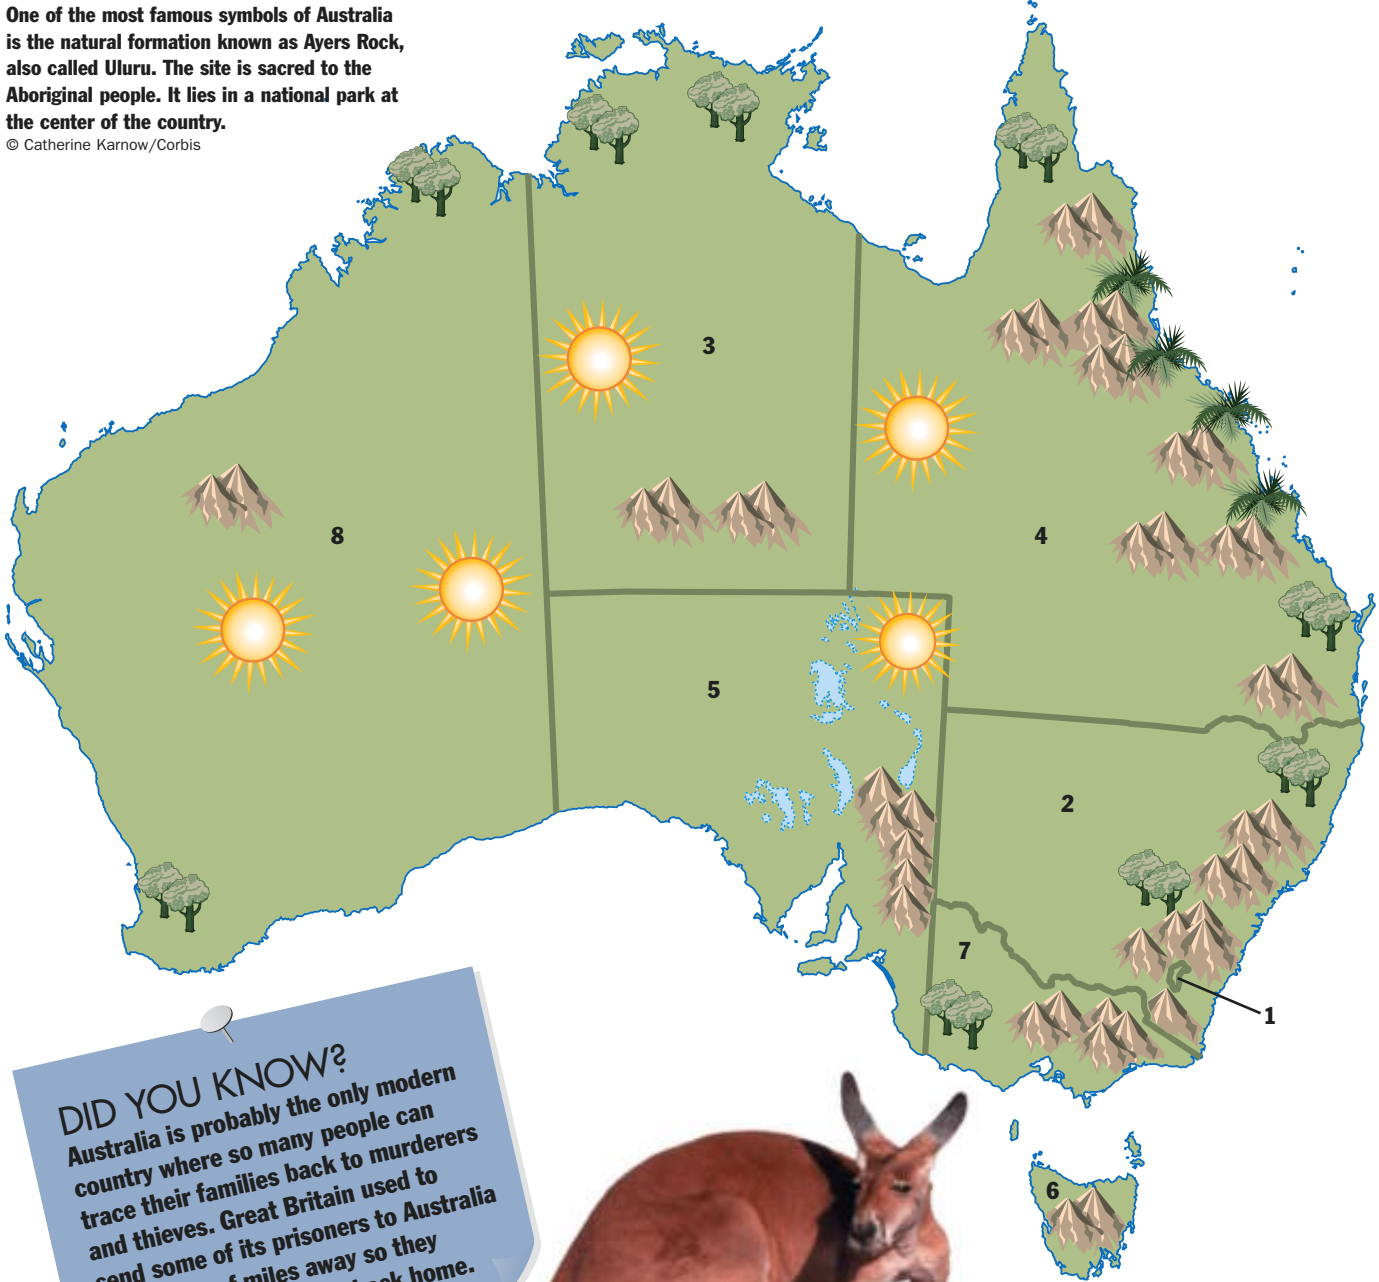 One of the most famous symbols of Australia
is the natural formation known as Ayers Rock,
also called Uluru. The site is sacred to the
Aboriginal people. It lies in a national park at
the center of the country.
© Catherine Karnow/Corbis
3
8
4
5
2
7
1
6
DID YOU KNOW?
Australia is probably the only modern
country where so many people can
trace their families back to murderers
and thieves. Great Britain used to
send some of its prisoners to Australia
miles away so they
back home.